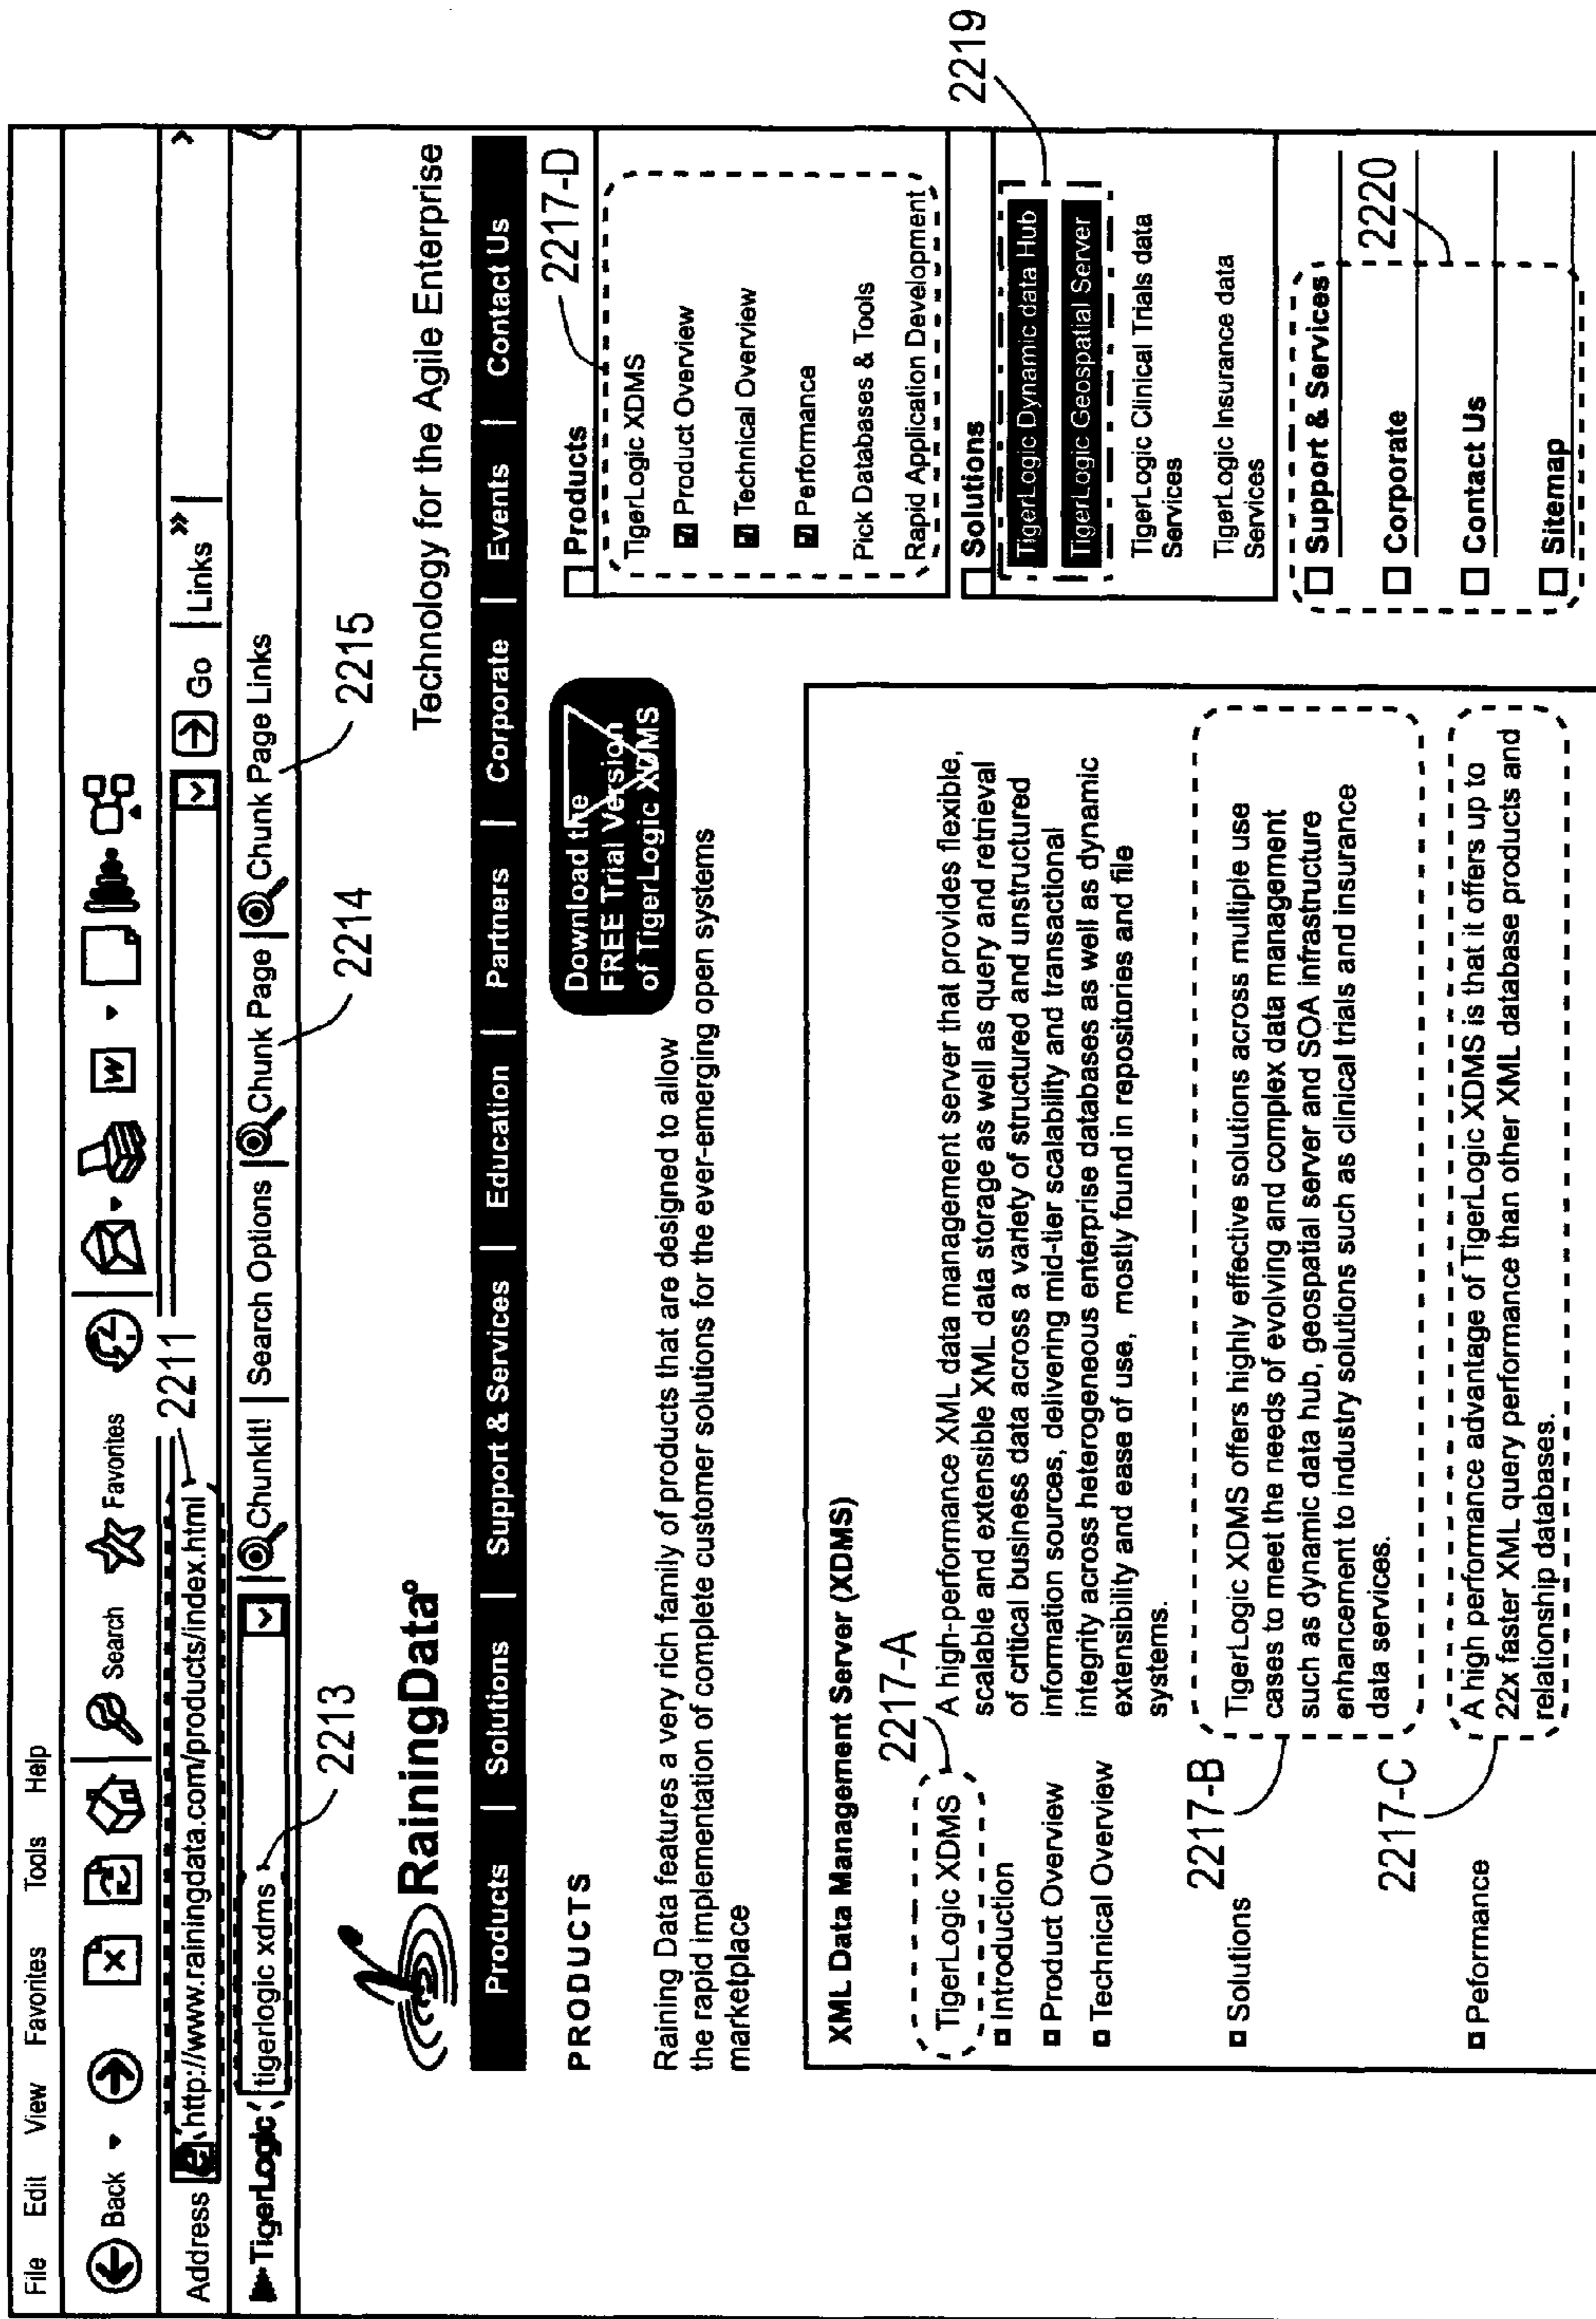 File Edit View Favorites Tools Help
Back Search Favorites W
Address http://www.rainingdata.com/products/index.html 2211 Go Links »
TigerLogic tigerlogic xdms ChunkIt! Search Options Chunk Page Chunk Page Links
2213 2214 2215
RainingData
Technology for the Agile Enterprise
Products | Solutions | Support & Services | Education | Partners | Corporate | Events | Contact Us
PRODUCTS
Raining Data features a very rich family of products that are designed to allow
the rapid implementation of complete customer solutions for the ever-emerging open systems
marketplace
Download the
FREE Trial Version
of TigerLogic XDMS
XML Data Management Server (XDMS)
2217-A
TigerLogic XDMS
Introduction
Product Overview
Technical Overview
A high-performance XML data management server that provides flexible,
scalable and extensible XML data storage as well as query and retrieval
of critical business data across a variety of structured and unstructured
information sources, delivering mid-tier scalability and transactional
integrity across heterogeneous enterprise databases as well as dynamic
extensibility and ease of use, mostly found in repositories and file
systems.
2217-B
Solutions
TigerLogic XDMS offers highly effective solutions across multiple use
cases to meet the needs of evolving and complex data management
such as dynamic data hub, geospatial server and SOA infrastructure
enhancement to industry solutions such as clinical trials and insurance
data services.
2217-C
Peformance
A high performance advantage of TigerLogic XDMS is that it offers up to
22x faster XML query performance than other XML database products and
relationship databases.
2217-D
Products
TigerLogic XDMS
Product Overview
Technical Overview
Performance
Pick Databases & Tools
Rapid Application Development
Solutions
2219
TigerLogic Dynamic data Hub
TigerLogic Geospatial Server
TigerLogic Clinical Trials data
Services
TigerLogic Insurance data
Services
Support & Services
2220
Corporate
Contact Us
Sitemap